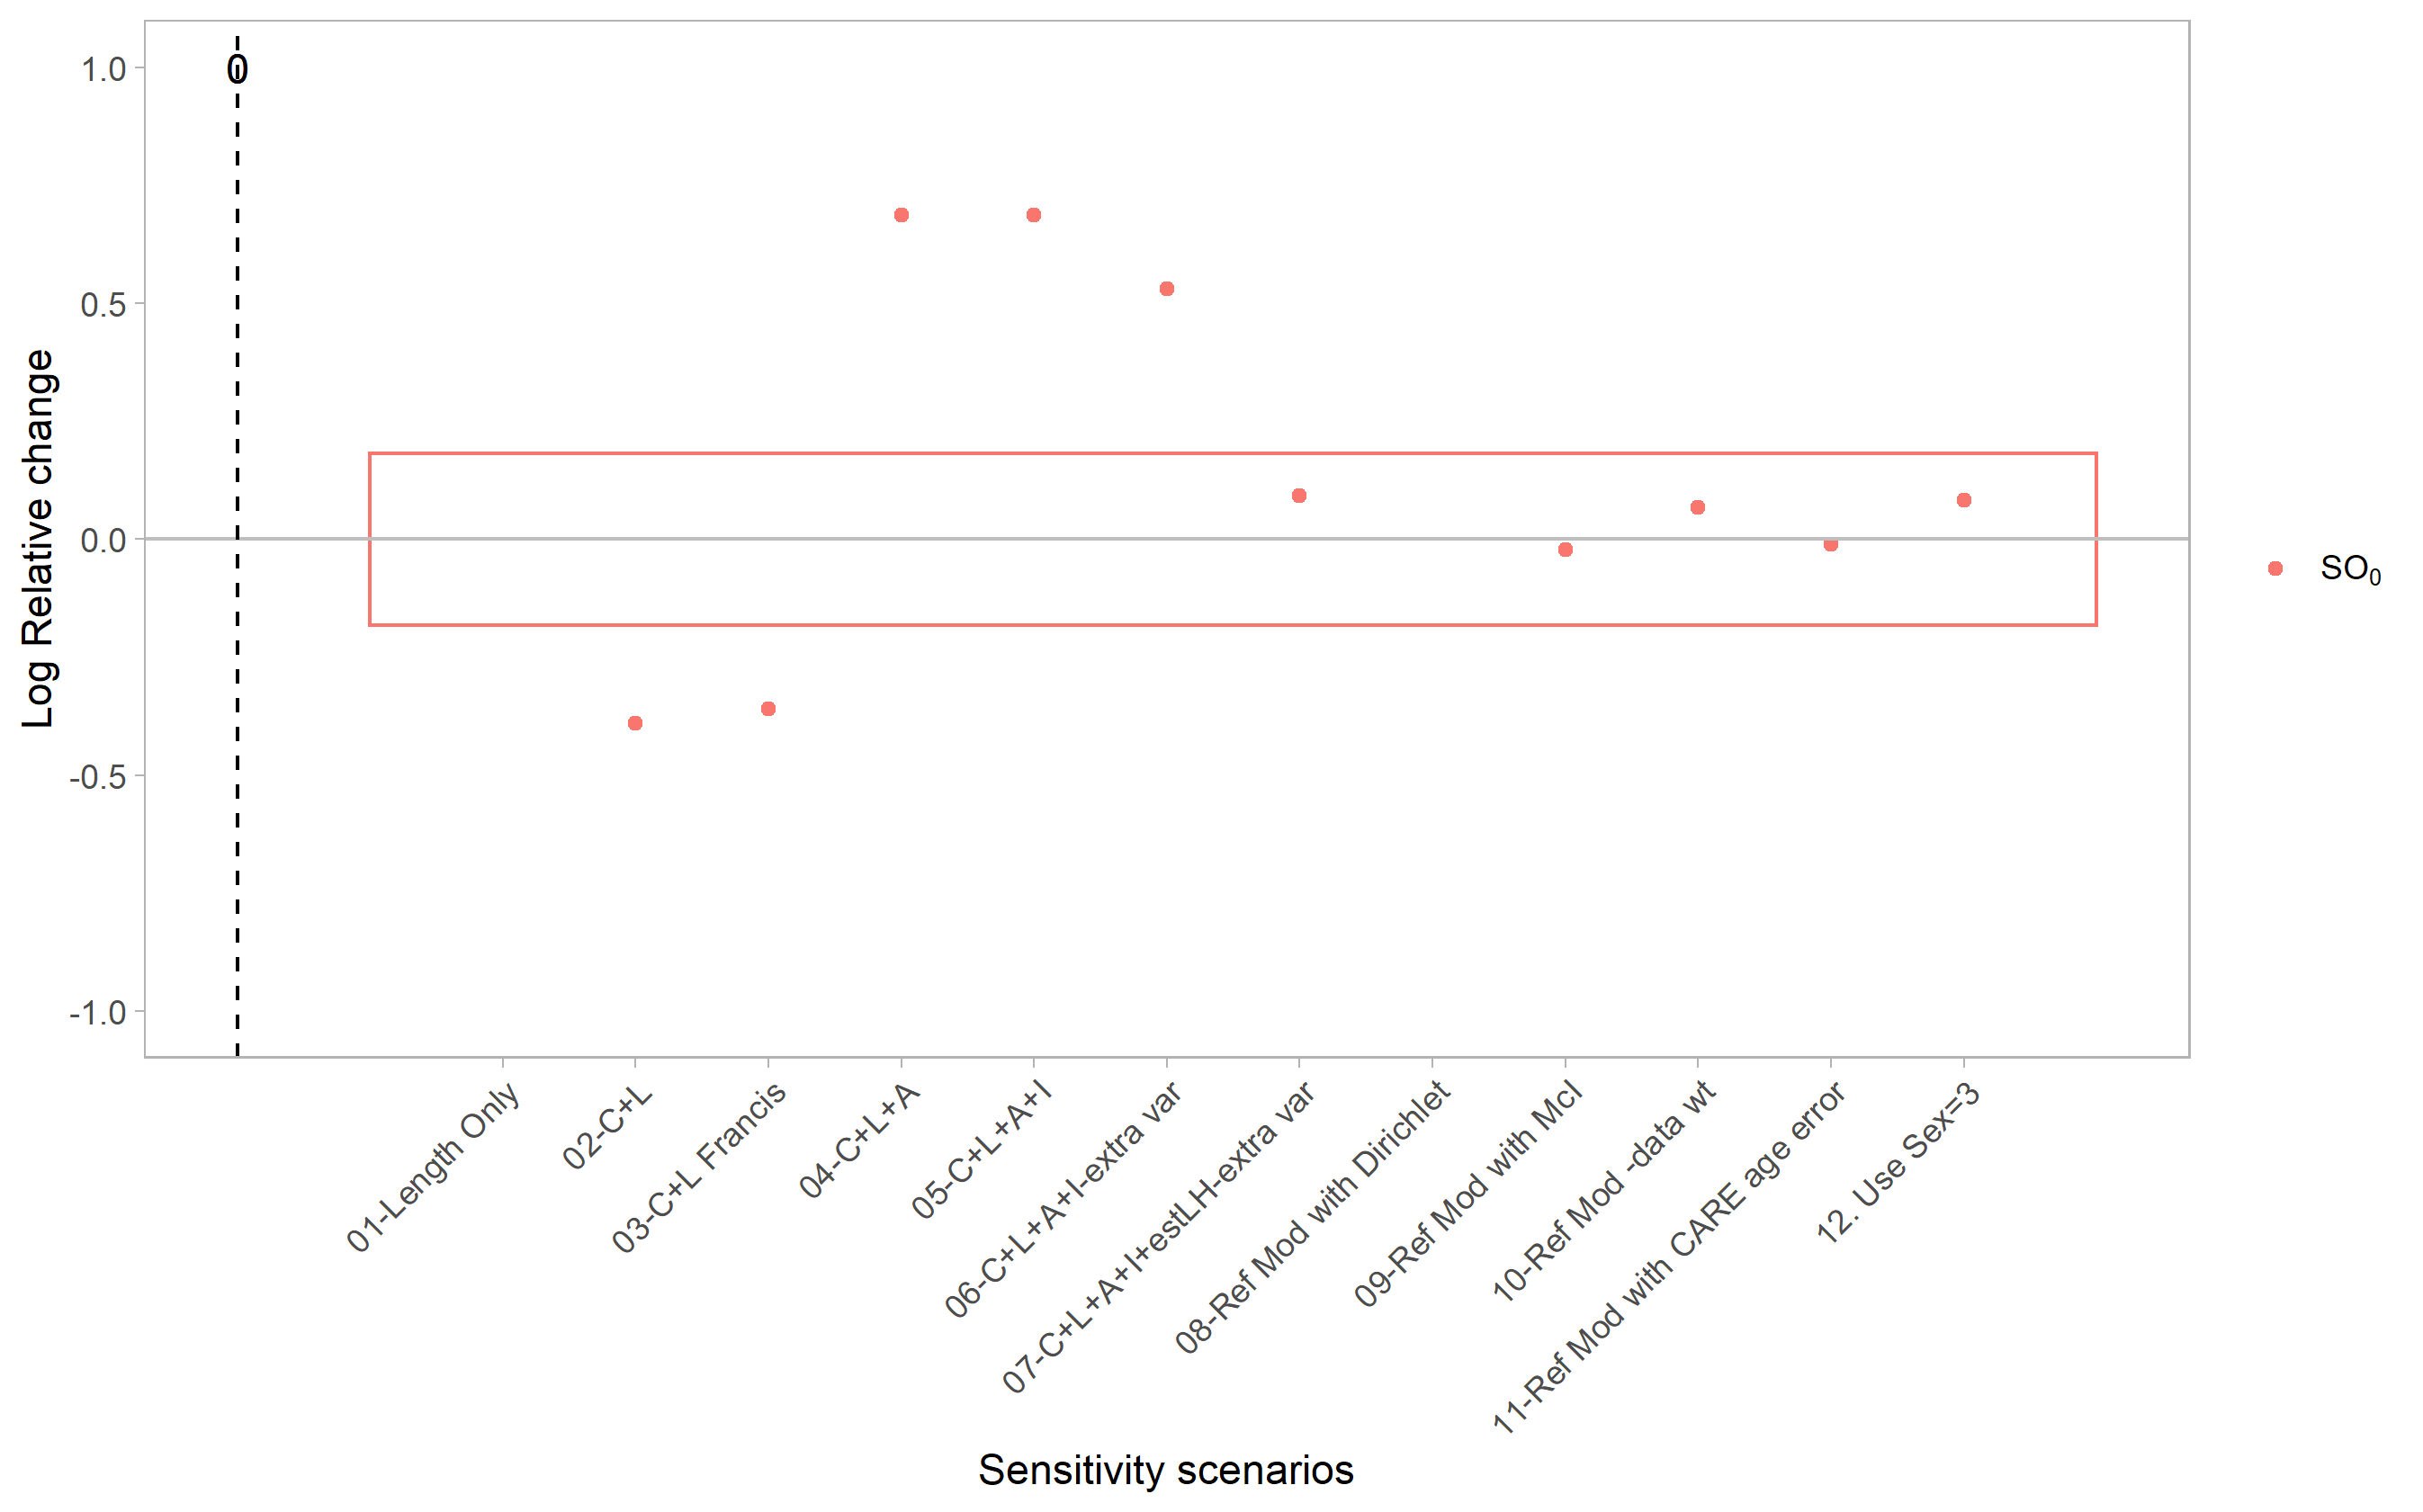 1.0
0
0.5
0.0
-0.5
-1.0
Log Relative change
SO₀
01-Length Only
02-C+L
03-C+L Francis
04-C+L+A
05-C+L+A+I
06-C+L+A+I-extra var
07-C+L+A+I+estLH-extra var
08-Ref Mod with Dirichlet
09-Ref Mod with McI
10-Ref Mod -data wt
11-Ref Mod with CARE age error
12. Use Sex=3
Sensitivity scenarios